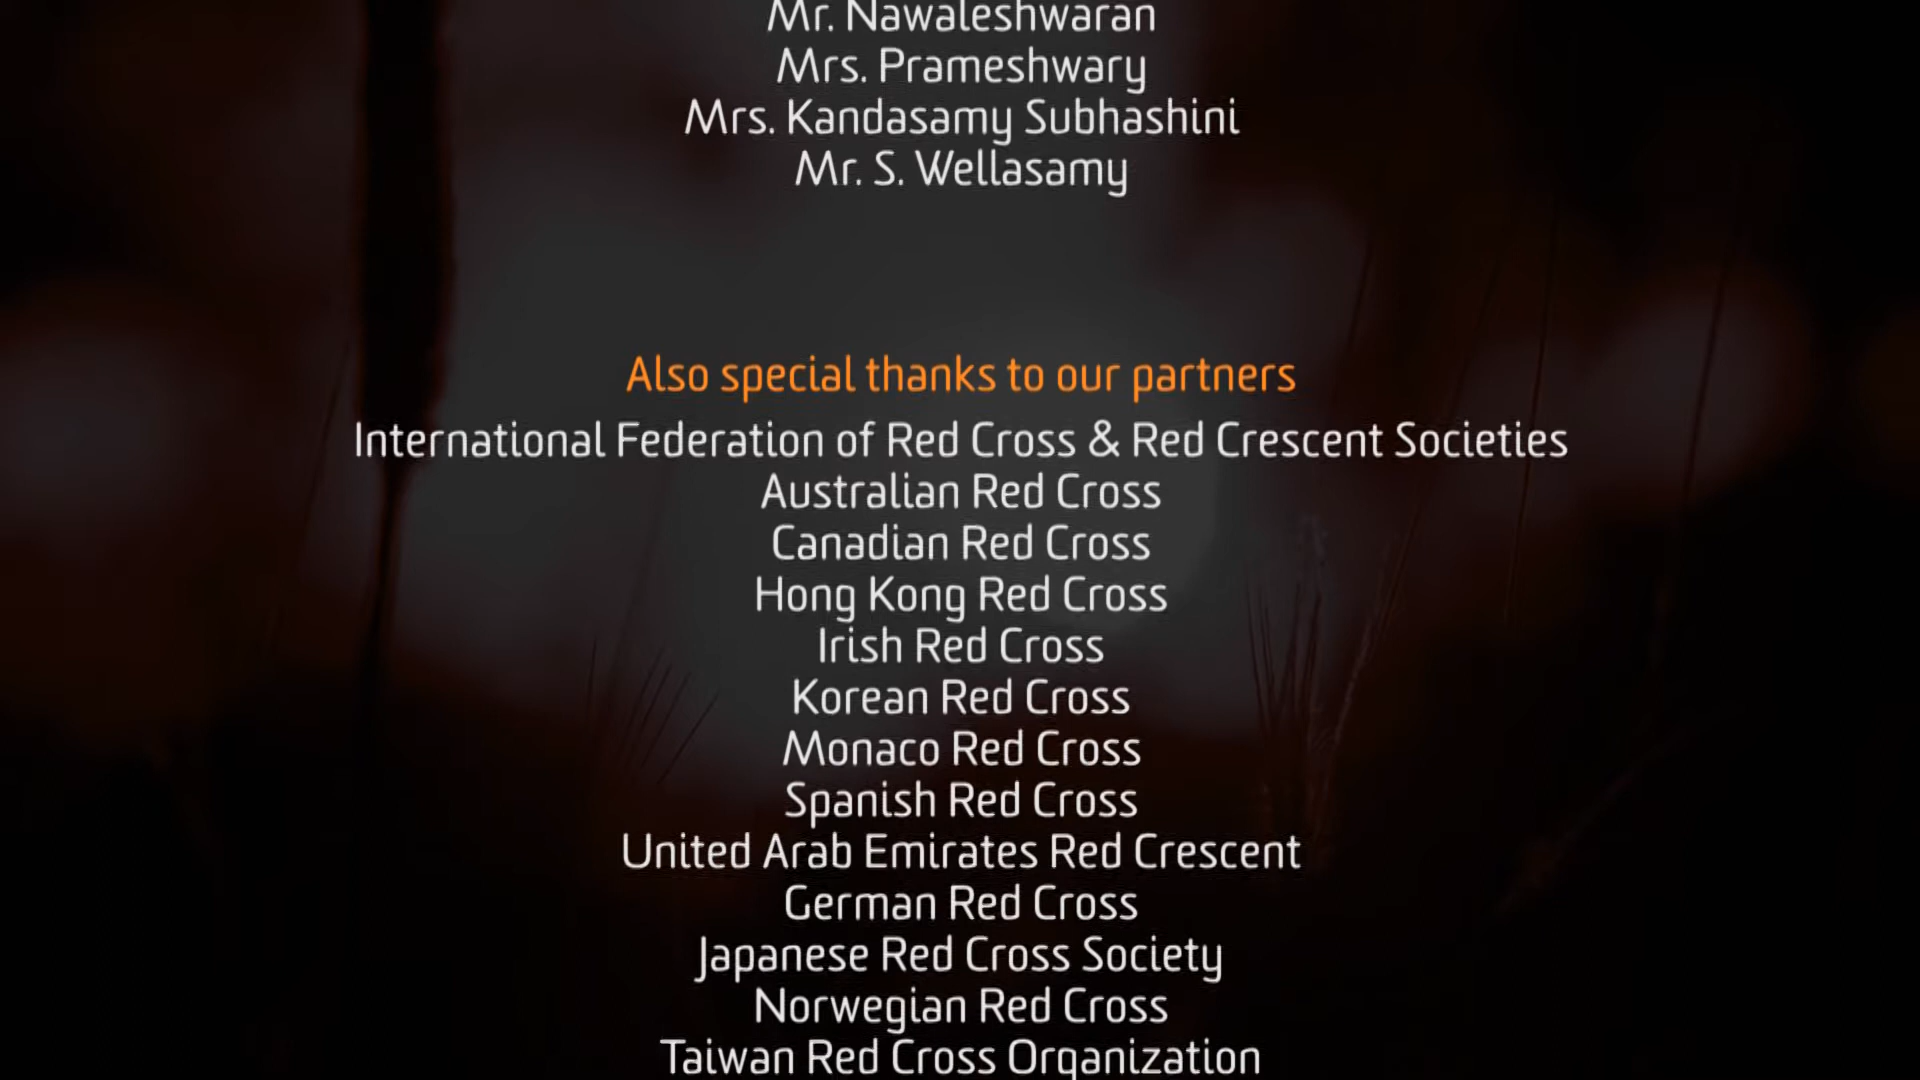 Mr. Nawaleshwaran
Mrs. Prameshwary
Mrs. Kandasamy Subhashini
Mr. S. Wellasamy
Also special thanks to our partners
International Federation of Red Cross & Red Crescent Societies
Australian Red Cross
Canadian Red Cross
Hong Kong Red Cross
Irish Red Cross
Korean Red Cross
Monaco Red Cross
Spanish Red Cross
United Arab Emirates Red Crescent
German Red Cross
Japanese Red Cross Society
Norwegian Red Cross
Taiwan Red Cross Organization